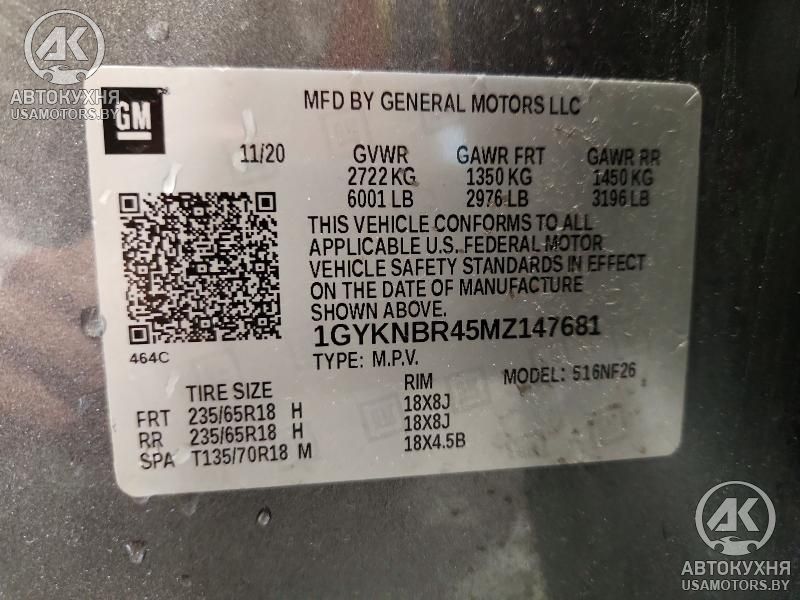 AK
АВТОКУХНЯ
USAMOTORS.BY
GM
MFD BY GENERAL MOTORS LLC
11/20 GVWR GAWR FRT GAWR RR
2722 KG 1350 KG 1450 KG
6001 LB 2976 LB 3196 LB
THIS VEHICLE CONFORMS TO ALL
APPLICABLE U.S. FEDERAL MOTOR
VEHICLE SAFETY STANDARDS IN EFFECT
ON THE DATE OF MANUFACTURE
SHOWN ABOVE.
464C
1GYKNBR45MZ147681
TYPE: M.P.V. MODEL: 516NF26
TIRE SIZE RIM
FRT 235/65R18 H 18X8J
RR 235/65R18 H 18X8J
SPA T135/70R18 M 18X4.5B
AK
АВТОКУХНЯ
USAMOTORS.BY